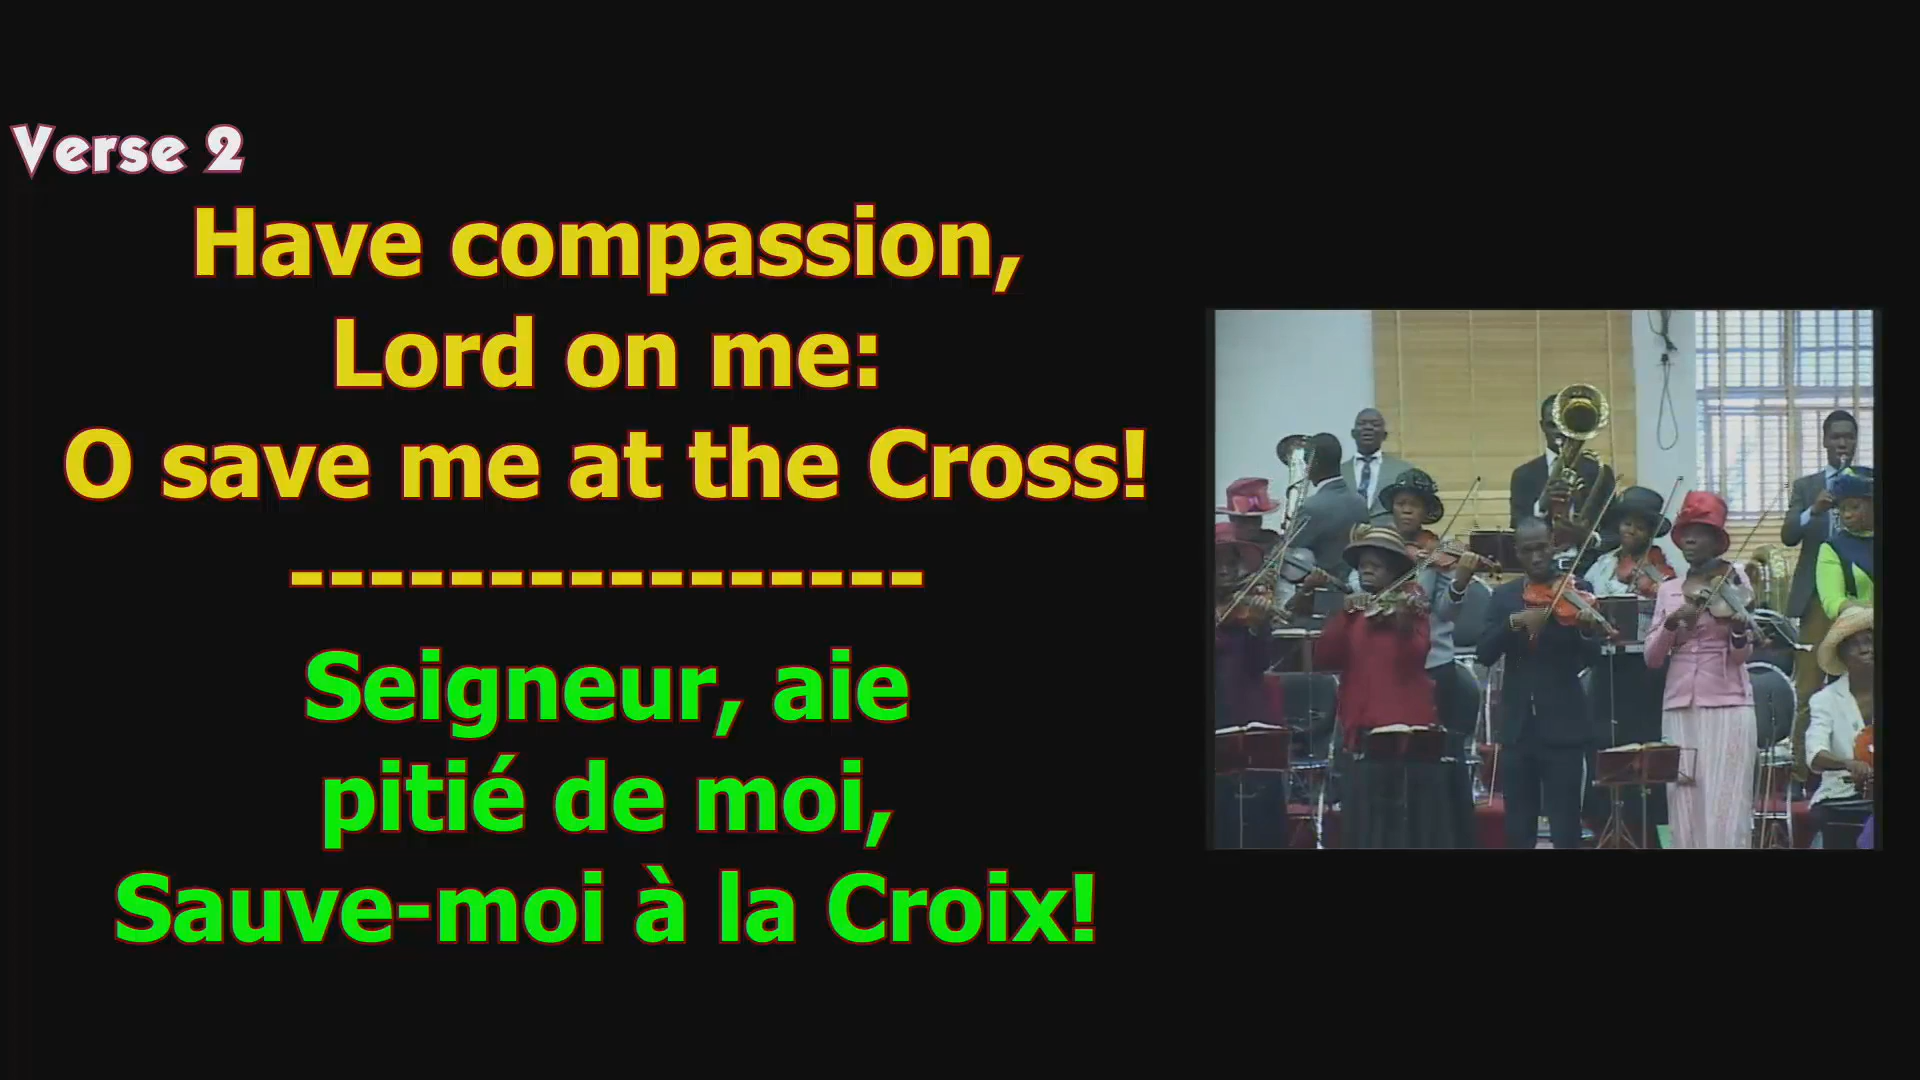 Verse 2
Have compassion,
Lord on me:
O save me at the Cross!
----------------
Seigneur, aie
pitié de moi,
Sauve-moi à la Croix!